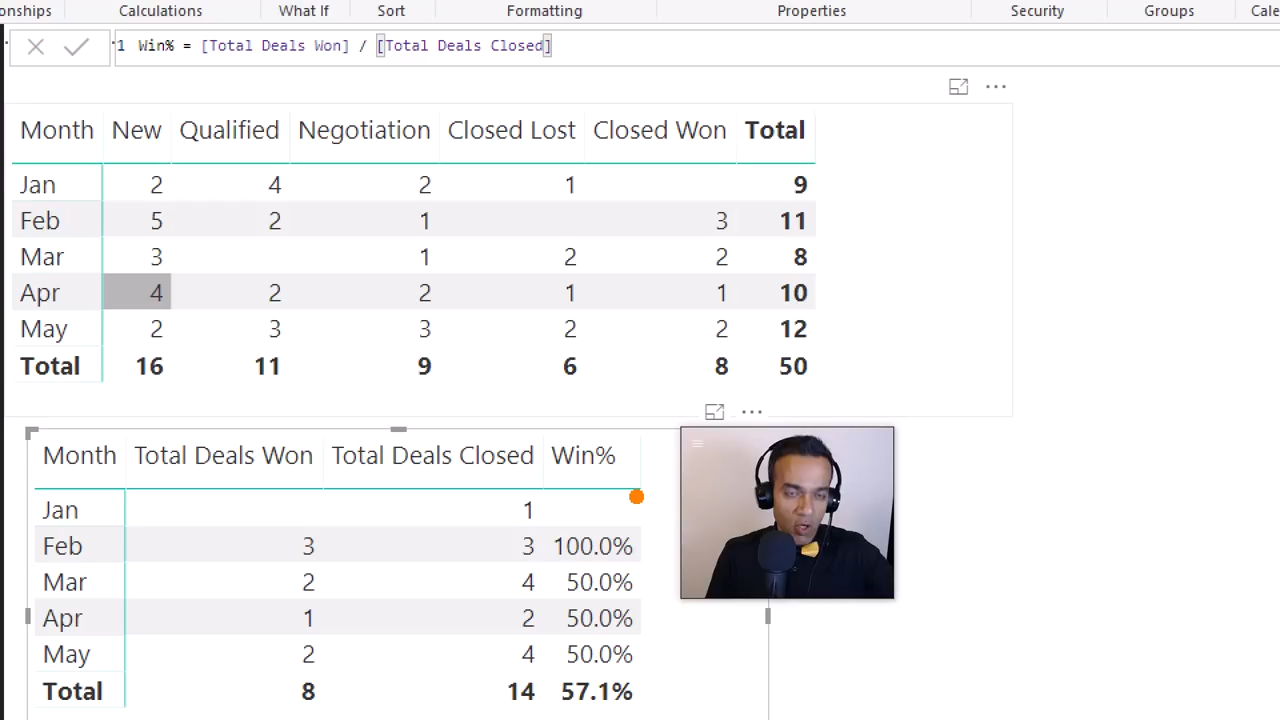 onships Calculations What If Sort Formatting Properties Security Groups Cale
1 Win% = [Total Deals Won] / [Total Deals Closed]
Month New Qualified Negotiation Closed Lost Closed Won Total
Jan 2 4 2 1 9
Feb 5 2 1 3 11
Mar 3 1 2 2 8
Apr 4 2 2 1 1 10
May 2 3 3 2 2 12
Total 16 11 9 6 8 50
Month Total Deals Won Total Deals Closed Win%
Jan 1
Feb 3 3 100.0%
Mar 2 4 50.0%
Apr 1 2 50.0%
May 2 4 50.0%
Total 8 14 57.1%